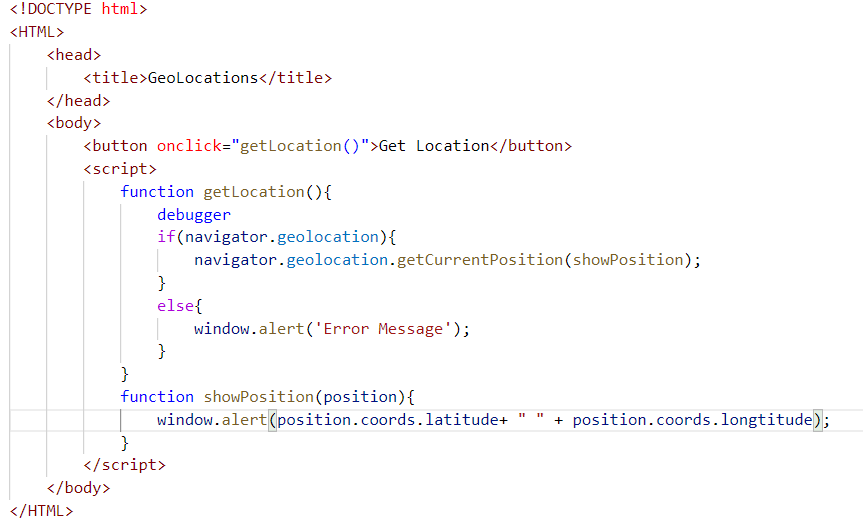 <!DOCTYPE html>
<HTML>
    <head>
        <title>GeoLocations</title>
    </head>
    <body>
        <button onclick="getLocation()">Get Location</button>
        <script>
            function getLocation(){
                debugger
                if(navigator.geolocation){
                    navigator.geolocation.getCurrentPosition(showPosition);
                }
                else{
                    window.alert('Error Message');
                }
            }
            function showPosition(position){
                window.alert(position.coords.latitude+ " " + position.coords.longtitude);
            }
        </script>
    </body>
</HTML>